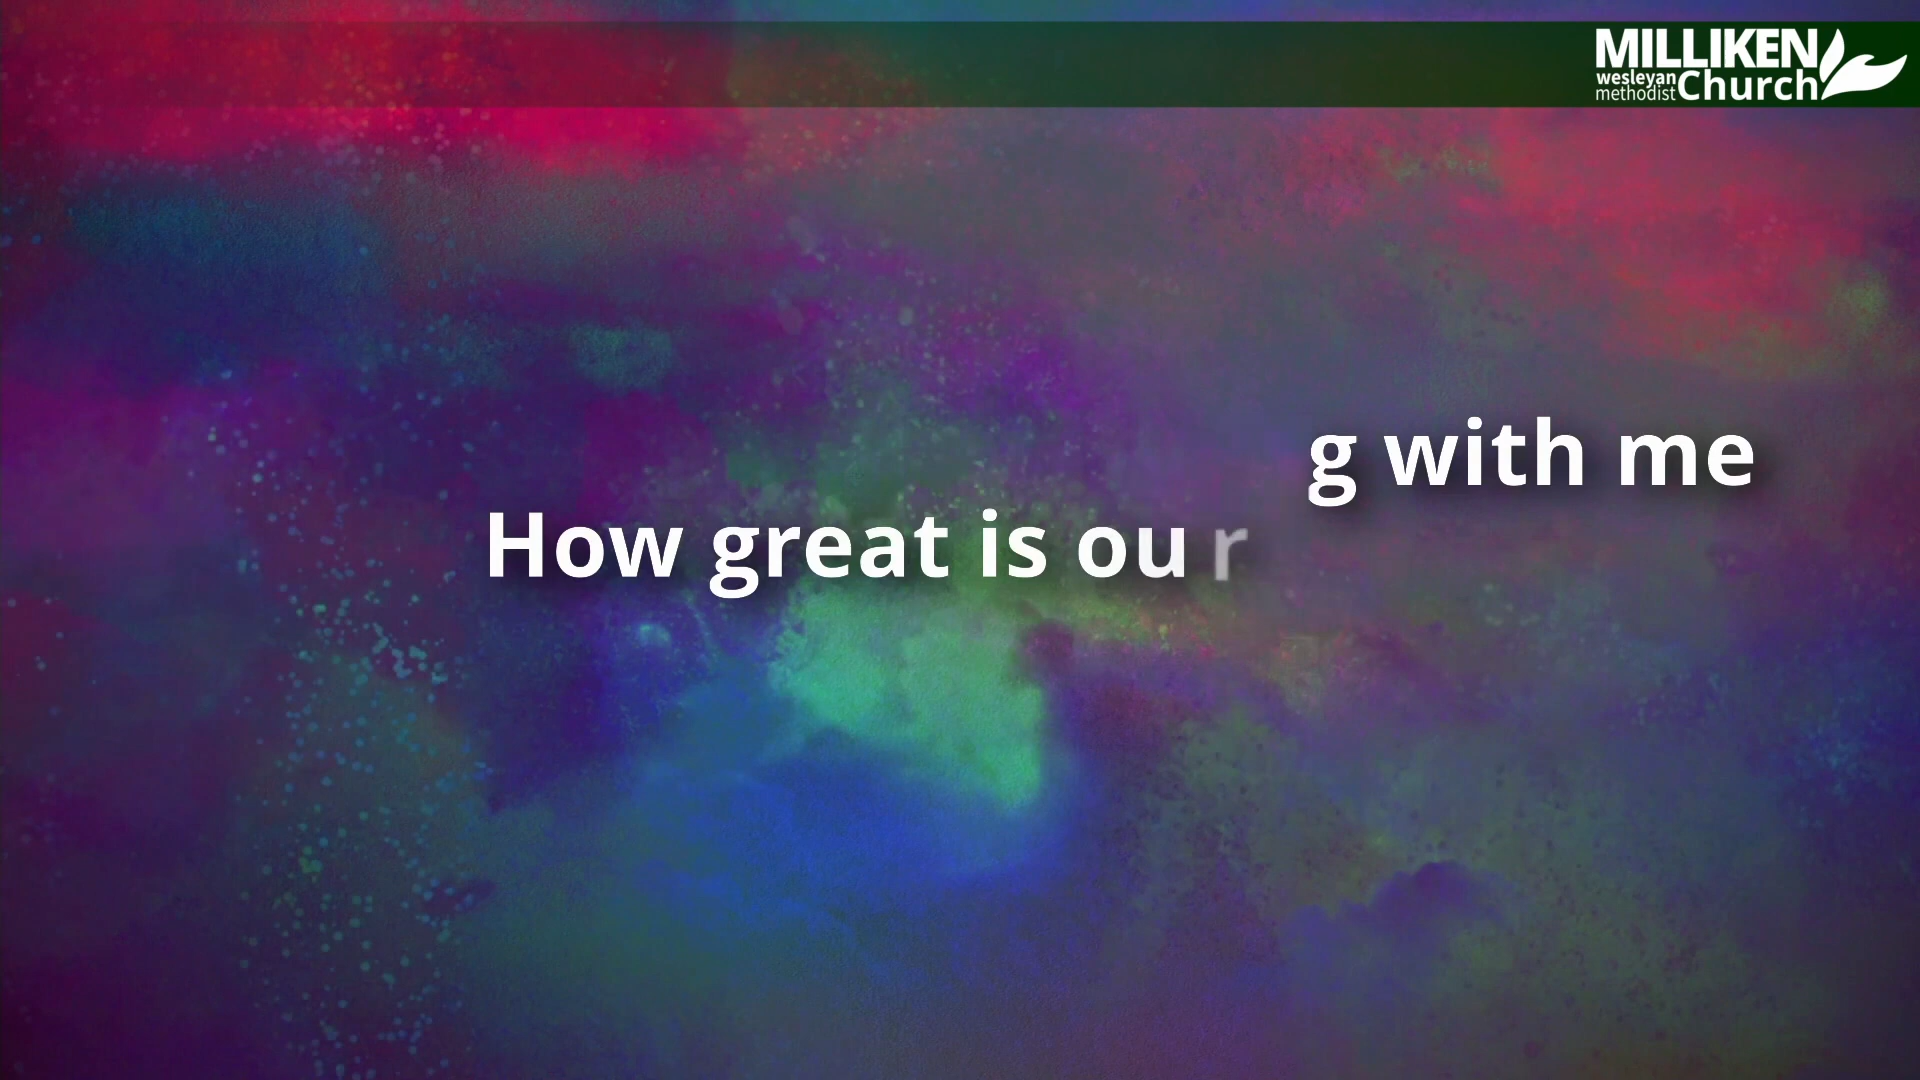 MILLIKEN
wesleyan
methodist Church
g with me
How great is our